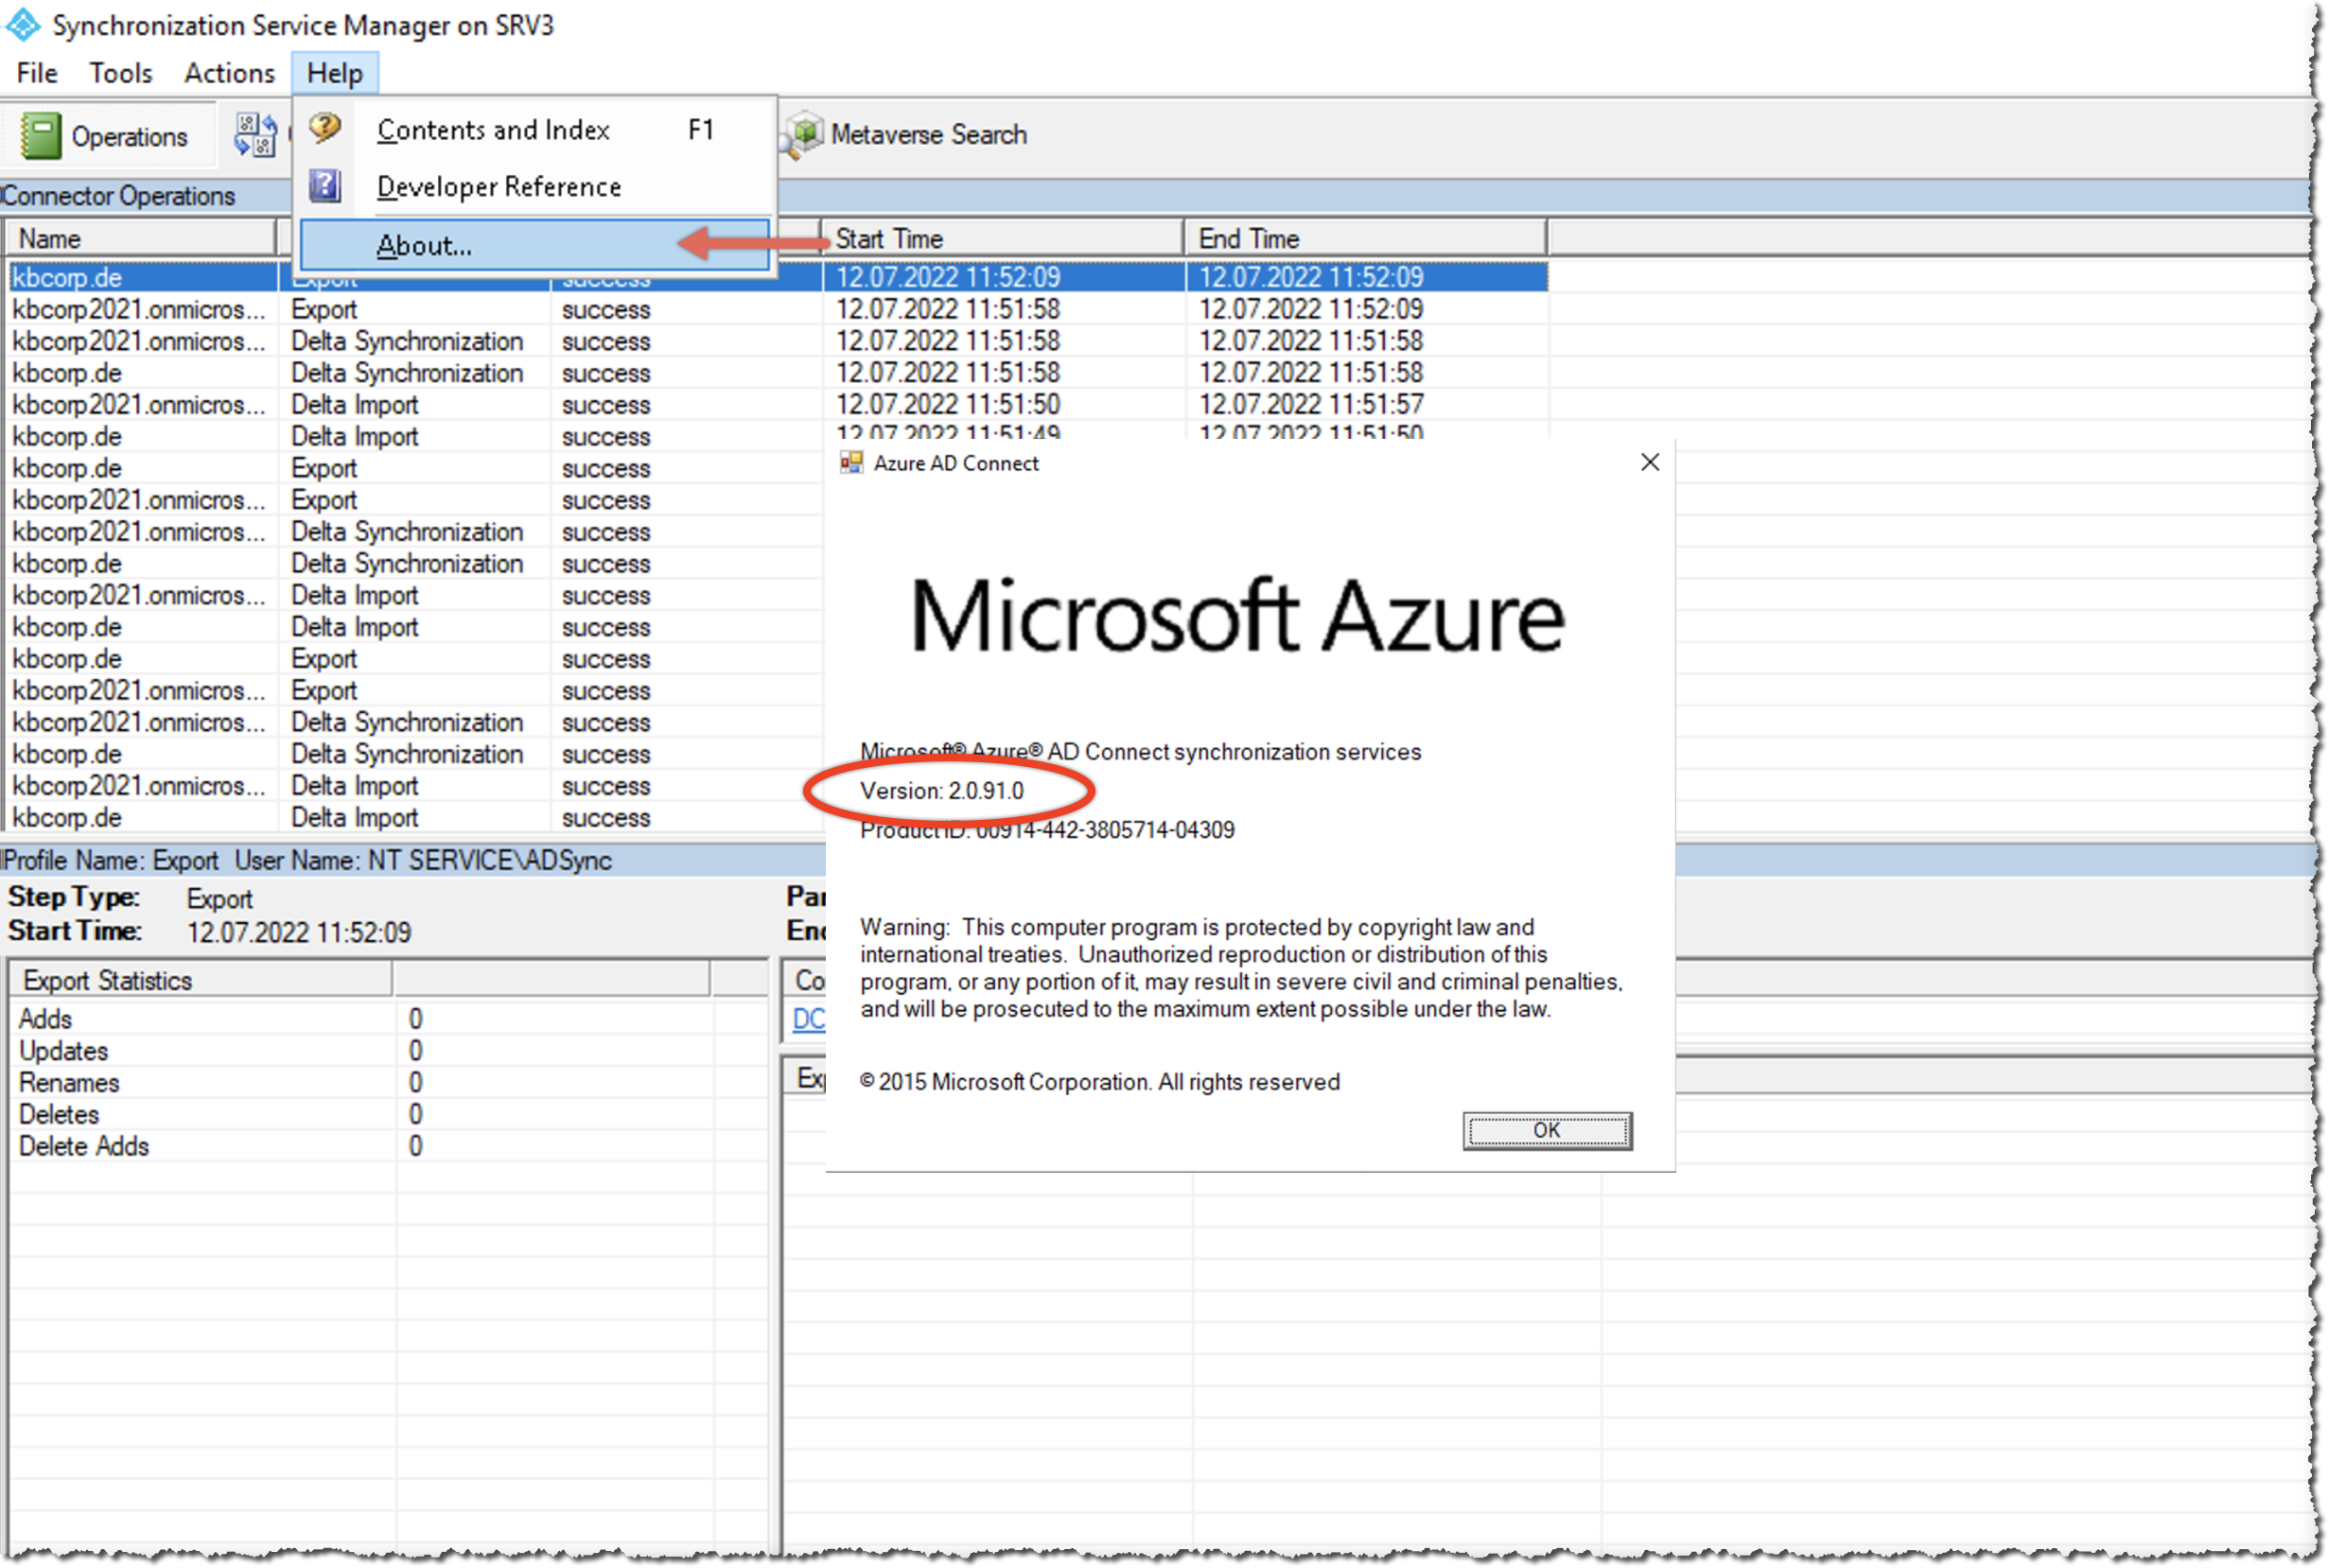 Synchronization Service Manager on SRV3
File Tools Actions Help
Operations
Contents and Index F1
Metaverse Search
Developer Reference
Connector Operations
About...
Name Start Time End Time
kbcorp.de Export success 12.07.2022 11:52:09 12.07.2022 11:52:09
kbcorp2021.onmicros... Export success 12.07.2022 11:51:58 12.07.2022 11:52:09
kbcorp2021.onmicros... Delta Synchronization success 12.07.2022 11:51:58 12.07.2022 11:51:58
kbcorp.de Delta Synchronization success 12.07.2022 11:51:58 12.07.2022 11:51:58
kbcorp2021.onmicros... Delta Import success 12.07.2022 11:51:50 12.07.2022 11:51:57
kbcorp.de Delta Import success 12.07.2022 11:51:49 12.07.2022 11:51:50
kbcorp.de Export success
kbcorp2021.onmicros... Export success
kbcorp2021.onmicros... Delta Synchronization success
kbcorp.de Delta Synchronization success
kbcorp2021.onmicros... Delta Import success
kbcorp.de Delta Import success
kbcorp.de Export success
kbcorp2021.onmicros... Export success
kbcorp2021.onmicros... Delta Synchronization success
kbcorp.de Delta Synchronization success
kbcorp2021.onmicros... Delta Import success
kbcorp.de Delta Import success
Azure AD Connect
Microsoft Azure
Microsoft® Azure® AD Connect synchronization services
Version: 2.0.91.0
Product ID: 00914-442-3805714-04309
Warning: This computer program is protected by copyright law and
international treaties. Unauthorized reproduction or distribution of this
program, or any portion of it, may result in severe civil and criminal penalties,
and will be prosecuted to the maximum extent possible under the law.
© 2015 Microsoft Corporation. All rights reserved
OK
Profile Name: Export User Name: NT SERVICE\ADSync
Step Type: Export
Start Time: 12.07.2022 11:52:09
Export Statistics
Adds 0
Updates 0
Renames 0
Deletes 0
Delete Adds 0
DC